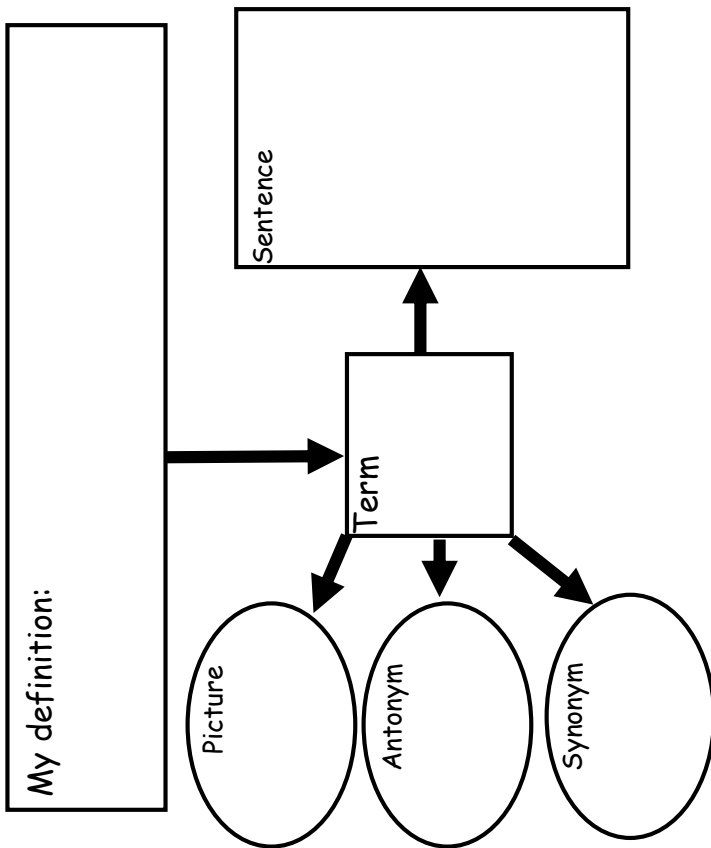 My definition:
Picture
Term
Sentence
Antonym
Synonym